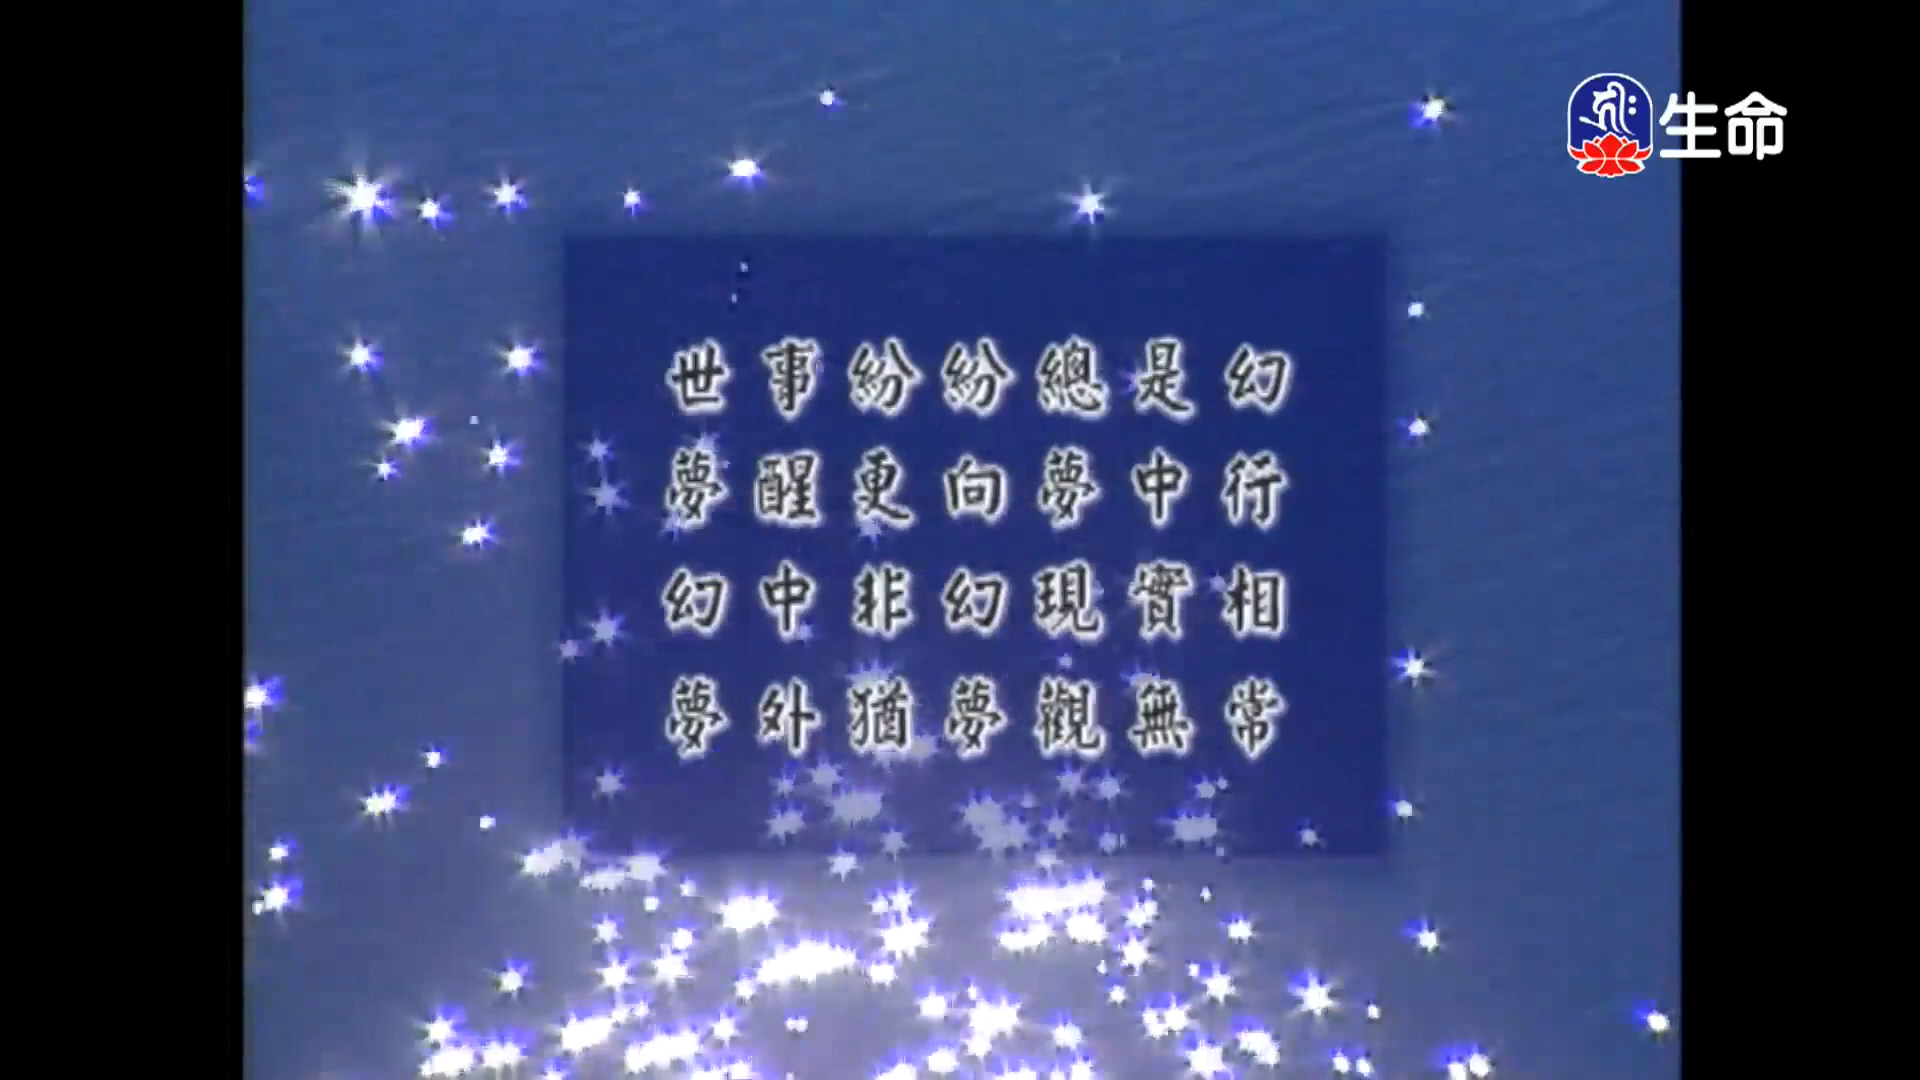 生命
世事紛紛總是幻
夢醒更向夢中行
幻中非幻現實相
夢外猶夢觀無常